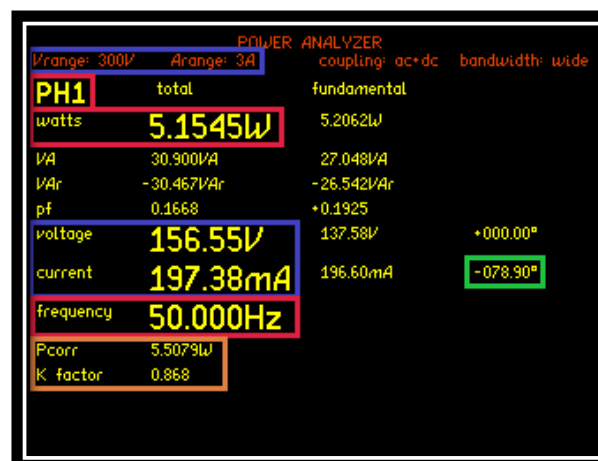 POWER ANALYZER
Vrange: 300V Arange: 3A coupling: ac+dc bandwidth: wide
PH1 total fundamental
watts 5.1545W 5.2062W
VA 30.900VA 27.048VA
VAr -30.467VAr -26.542VAr
pf 0.1668 +0.1925
voltage 156.55V 137.58V +000.00°
current 197.38mA 196.60mA -078.90°
frequency 50.000Hz
Pcorr 5.5079W
K factor 0.868